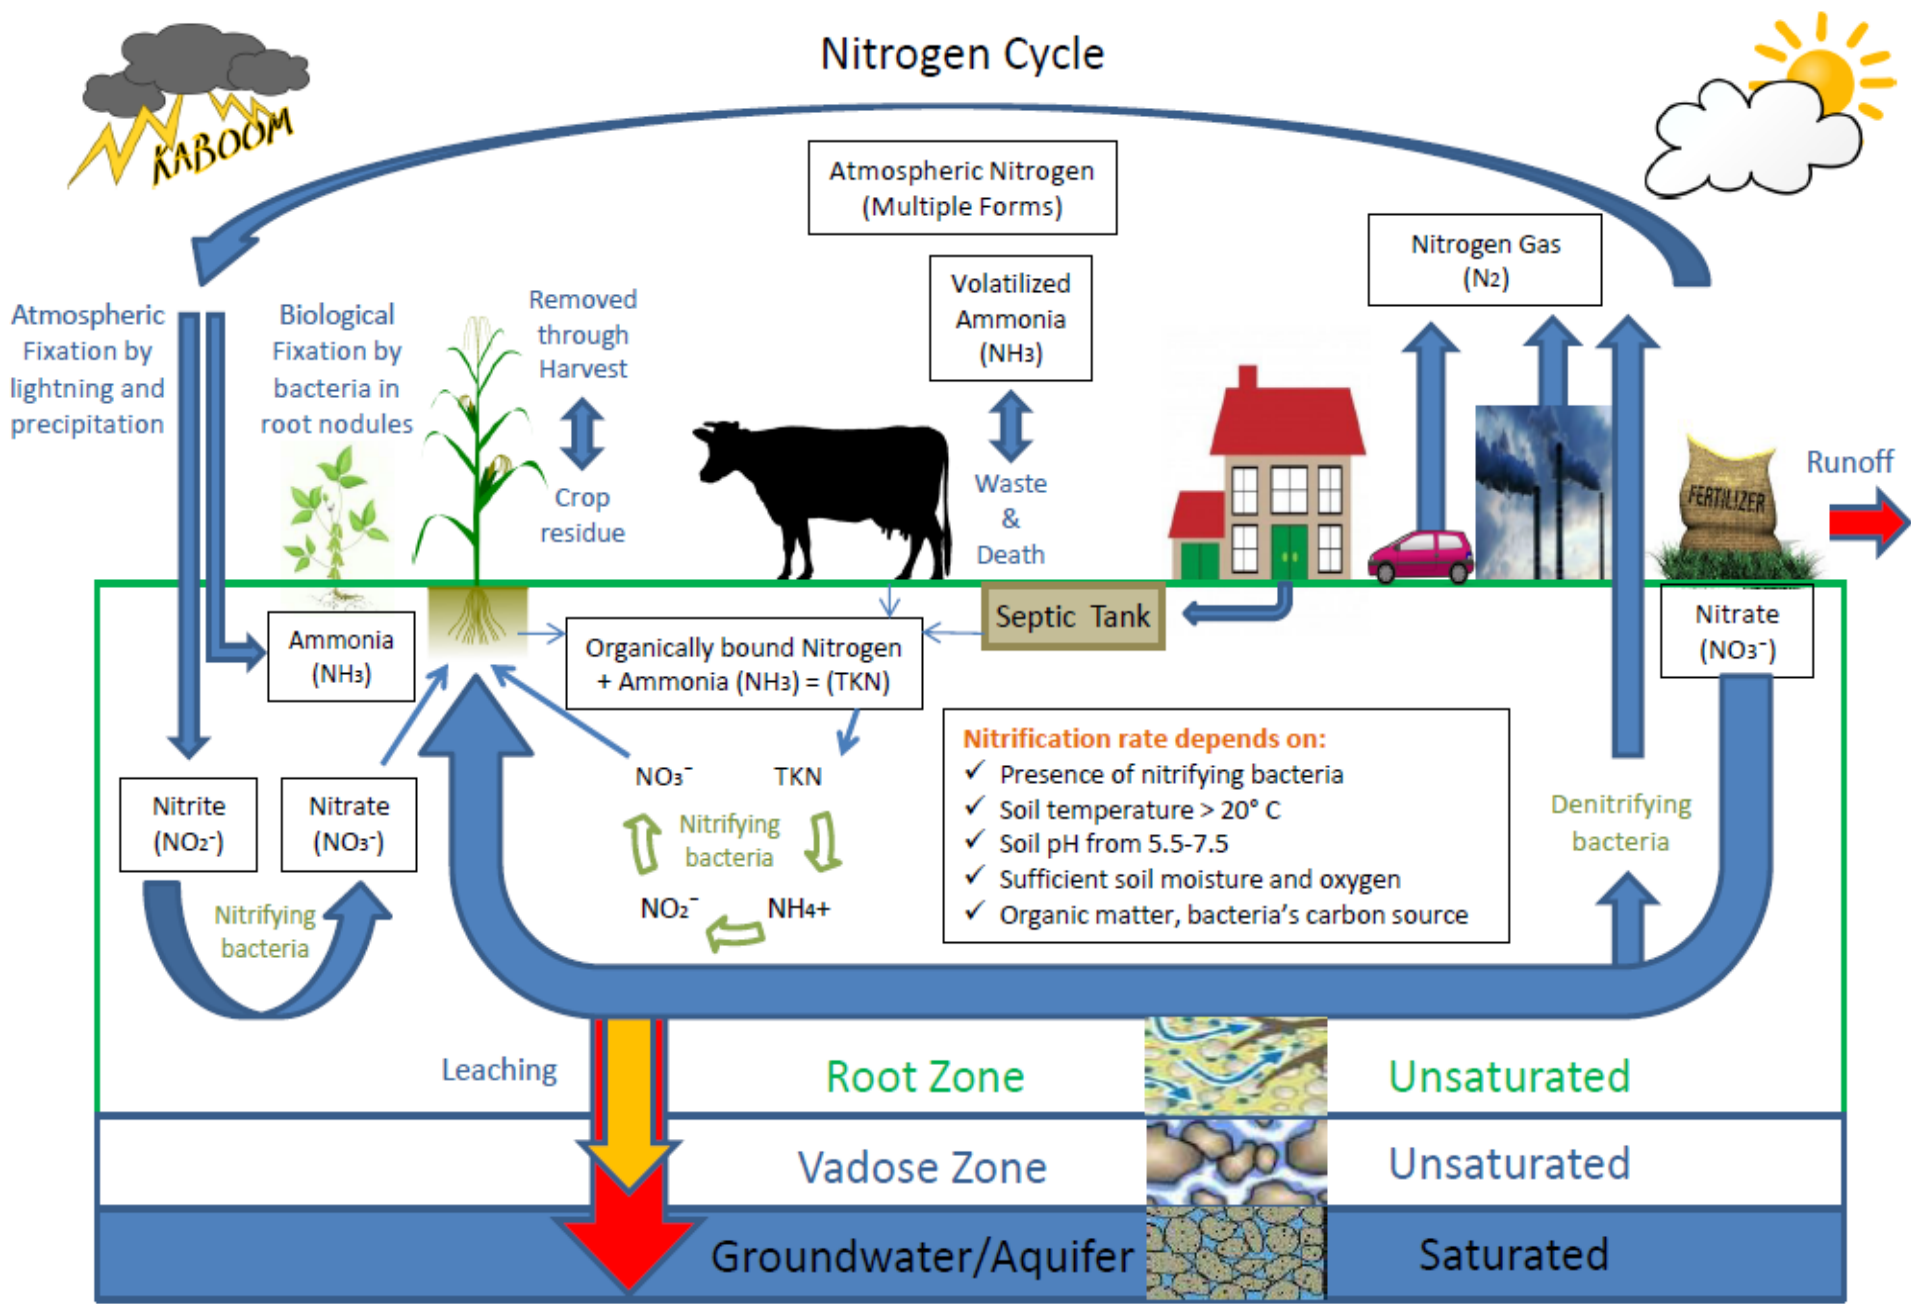 Nitrogen Cycle
KABOOM
Atmospheric Nitrogen
(Multiple Forms)
Nitrogen Gas
(N2)
Volatilized
Ammonia
(NH3)
Atmospheric
Fixation by
lightning and
precipitation
Biological
Fixation by
bacteria in
root nodules
Removed
through
Harvest
Crop
residue
Waste
&
Death
FERTILIZER
Runoff
Septic Tank
Ammonia
(NH₃)
Organically bound Nitrogen
+ Ammonia (NH₃) = (TKN)
Nitrate
(NO₃⁻)
Nitrite
(NO₂⁻)
Nitrate
(NO₃⁻)
Nitrifying
bacteria
NO₃⁻
TKN
Nitrifying
bacteria
NO₂⁻
NH₄+
Nitrification rate depends on:
✓ Presence of nitrifying bacteria
✓ Soil temperature > 20° C
✓ Soil pH from 5.5-7.5
✓ Sufficient soil moisture and oxygen
✓ Organic matter, bacteria's carbon source
Denitrifying
bacteria
Leaching
Root Zone
Unsaturated
Vadose Zone
Unsaturated
Groundwater/Aquifer
Saturated